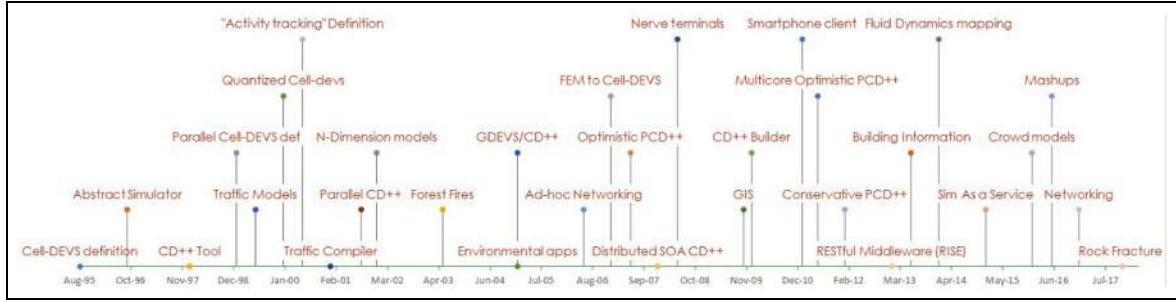 "Activity tracking" Definition
Nerve terminals
Smartphone client
Fluid Dynamics mapping
Quantized Cell-devs
FEM to Cell-DEVS
Multicore Optimistic PCD++
Mashups
Parallel Cell-DEVS def
N-Dimension models
GDEVS/CD++
Optimistic PCD++
CD++ Builder
Building Information
Crowd models
Abstract Simulator
Traffic Models
Parallel CD++
Forest Fires
Ad-hoc Networking
GIS
Conservative PCD++
Sim As a Service
Networking
Cell-DEVS definition
CD++ Tool
Traffic Compiler
Environmental apps
Distributed SOA CD++
RESTful Middleware (RISE)
Rock Fracture
Aug-95 Oct-96 Nov-97 Dec-98 Jan-00 Feb-01 Mar-02 Apr-03 Jun-04 Jul-05 Aug-06 Sep-07 Oct-08 Nov-09 Dec-10 Feb-12 Mar-13 Apr-14 May-15 Jun-16 Jul-17